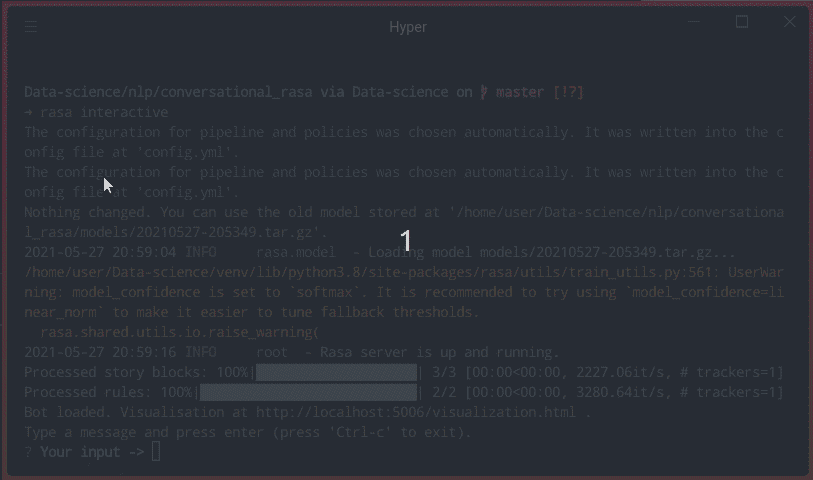 Hyper
Data-science/nlp/conversational_rasa via Data-science on master [!?]
➜ rasa interactive
The configuration for pipeline and policies was chosen automatically. It was written into the c
onfig file at 'config.yml'.
The configuration for pipeline and policies was chosen automatically. It was written into the c
onfig file at 'config.yml'.
Nothing changed. You can use the old model stored at '/home/user/Data-science/nlp/conversationa
l_rasa/models/20210527-205349.tar.gz'.
1
2021-05-27 20:59:04 INFO     rasa.model  - Loading model models/20210527-205349.tar.gz...
/home/user/Data-science/venv/lib/python3.8/site-packages/rasa/utils/train_utils.py:561: UserWar
ning: model_confidence is set to `softmax`. It is recommended to try using `model_confidence=li
near_norm` to make it easier to tune fallback thresholds.
  rasa.shared.utils.io.raise_warning(
2021-05-27 20:59:16 INFO     root  - Rasa server is up and running.
Processed story blocks: 100%|██████████| 3/3 [00:00<00:00, 2227.06it/s, # trackers=1]
Processed rules: 100%|██████████| 2/2 [00:00<00:00, 3280.64it/s, # trackers=1]
Bot loaded. Visualisation at http://localhost:5006/visualization.html .
Type a message and press enter (press 'Ctrl-c' to exit).
? Your input ->